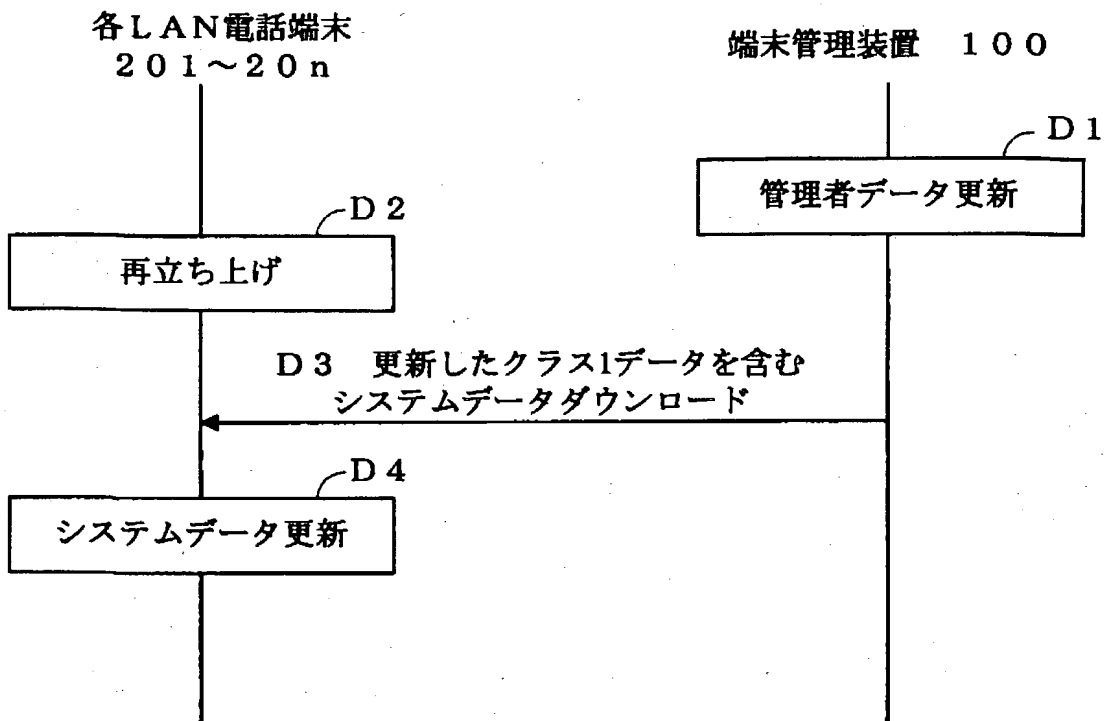 各LAN電話端末
201~20n
端末管理装置 100
D1
管理者データ更新
D2
再立ち上げ
D3 更新したクラス1データを含む
システムデータダウンロード
D4
システムデータ更新